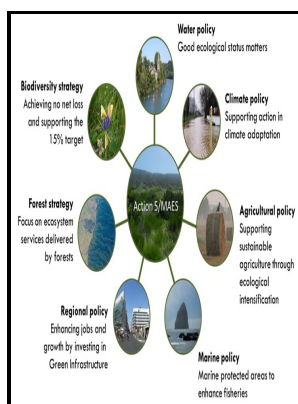 Water policy
Good ecological status matters
Climate policy
Supporting action in
climate adaptation
Agricultural policy
Supporting
sustainable
agriculture through
ecological
intensification
Marine policy
Marine protected areas to
enhance fisheries
Regional policy
Enhancing jobs and
growth by investing in
Green Infrastructure
Forest strategy
Focus on ecosystem
services delivered
by forests
Biodiversity strategy
Achieving no net loss
and supporting the
15% target
Action 5/MAES